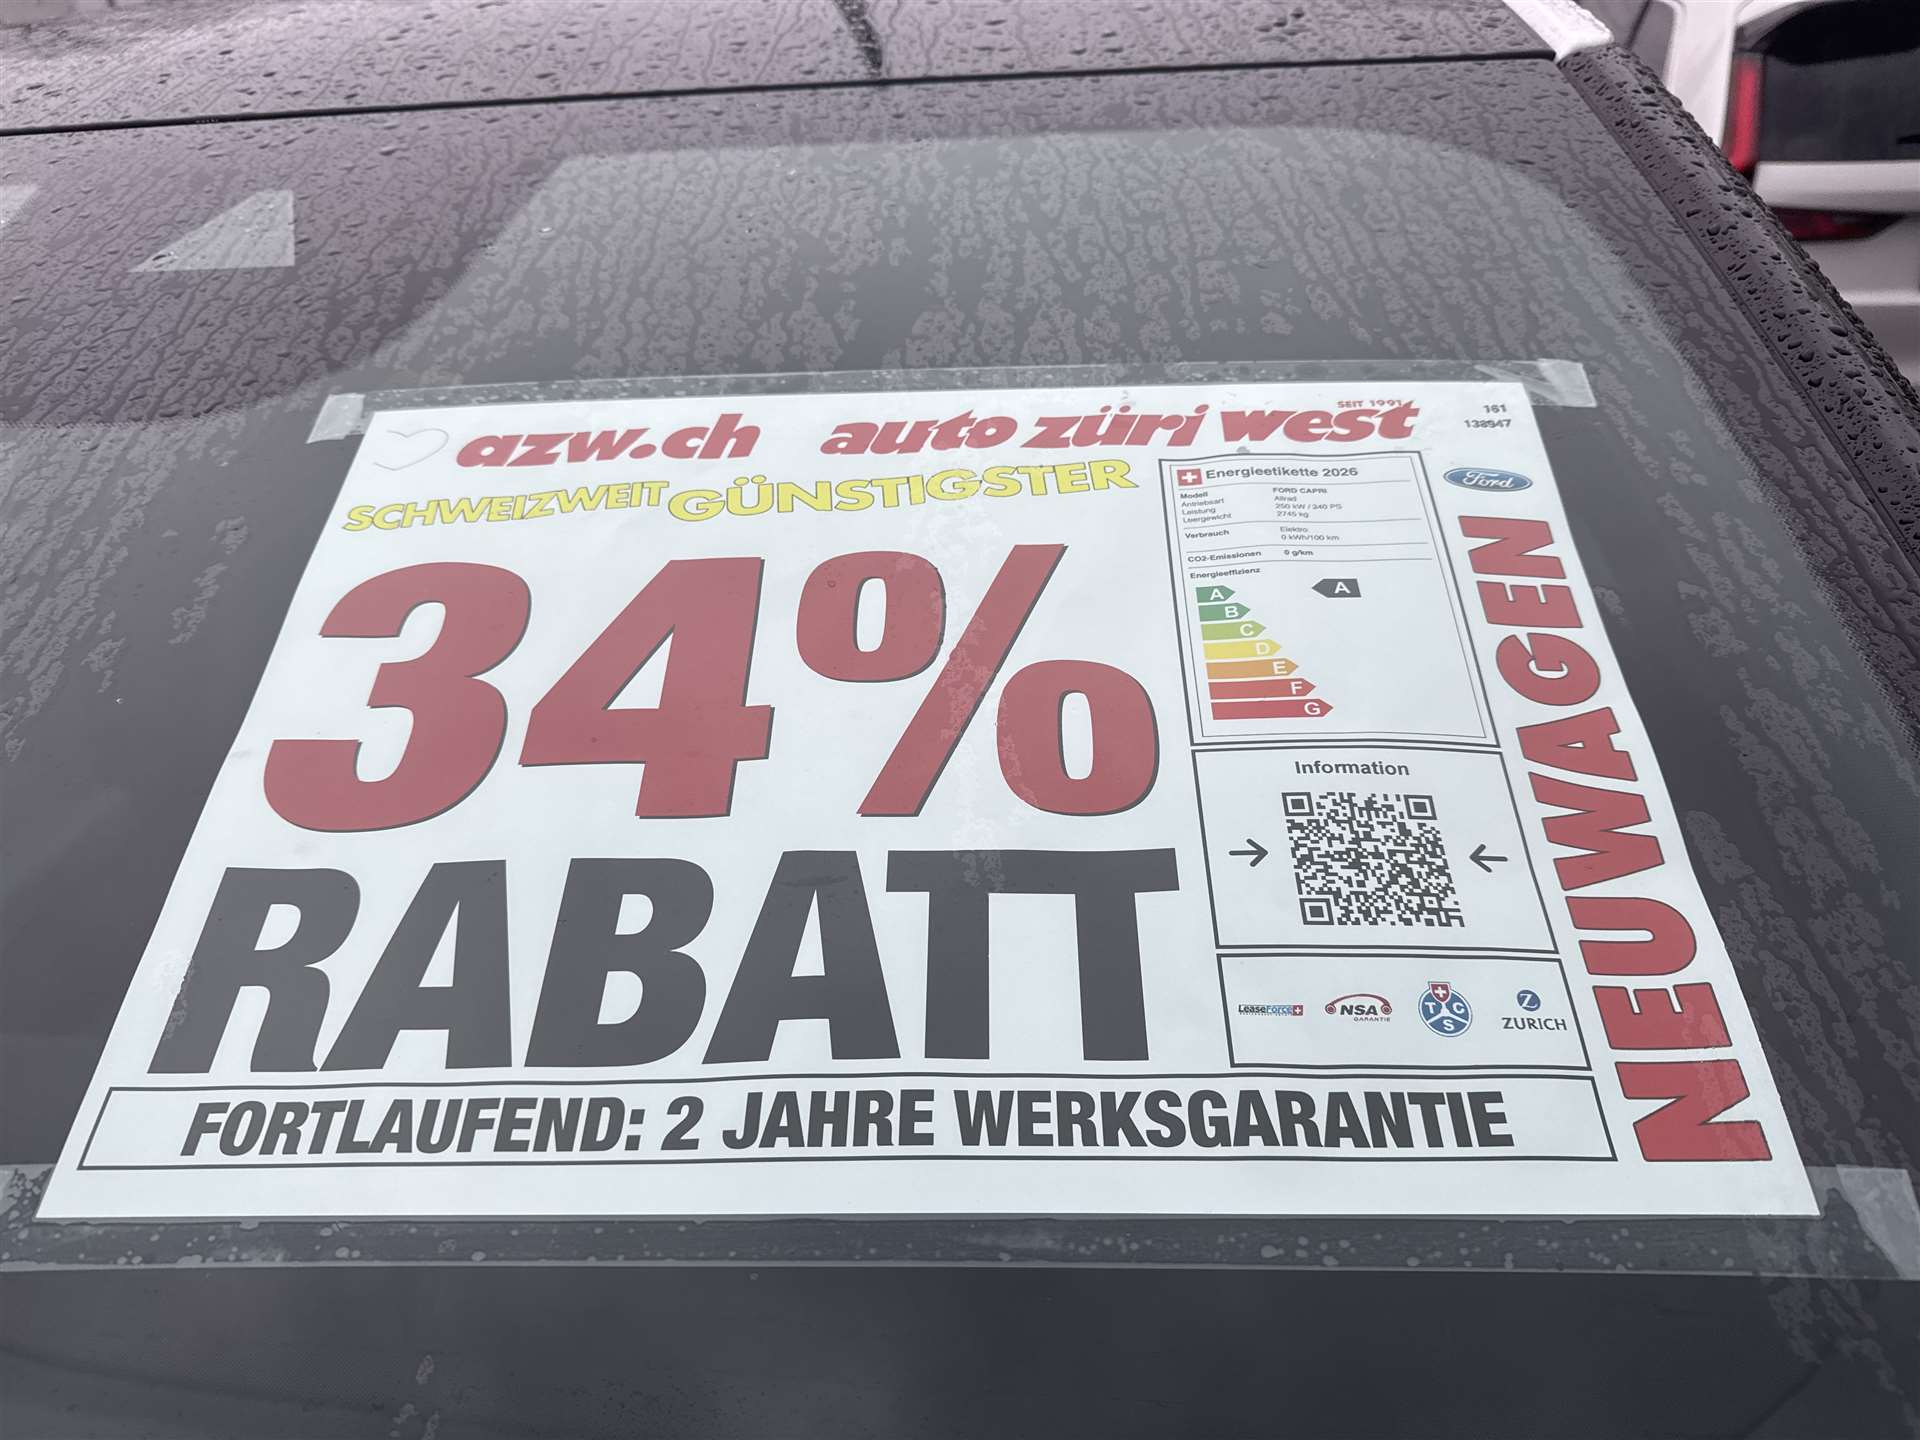 azw.ch auto züri west
SEIT 1991
161
138947
SCHWEIZWEIT GÜNSTIGSTER
34%
RABATT
FORTLAUFEND: 2 JAHRE WERKSGARANTIE
Energieetikette 2026
Modell FORD CAPRI
Antriebsart Allrad
Leistung 250 kW / 340 PS
Leergewicht 2745 kg
Verbrauch Elektro
0 kWh/100 km
CO2-Emissionen 0 g/km
Energieeffizienz
A A
B
C
D
E
F
G
Information
LeaseForce
NSA
GARANTIE
TCS
Z
ZURICH
Ford
NEUWAGEN